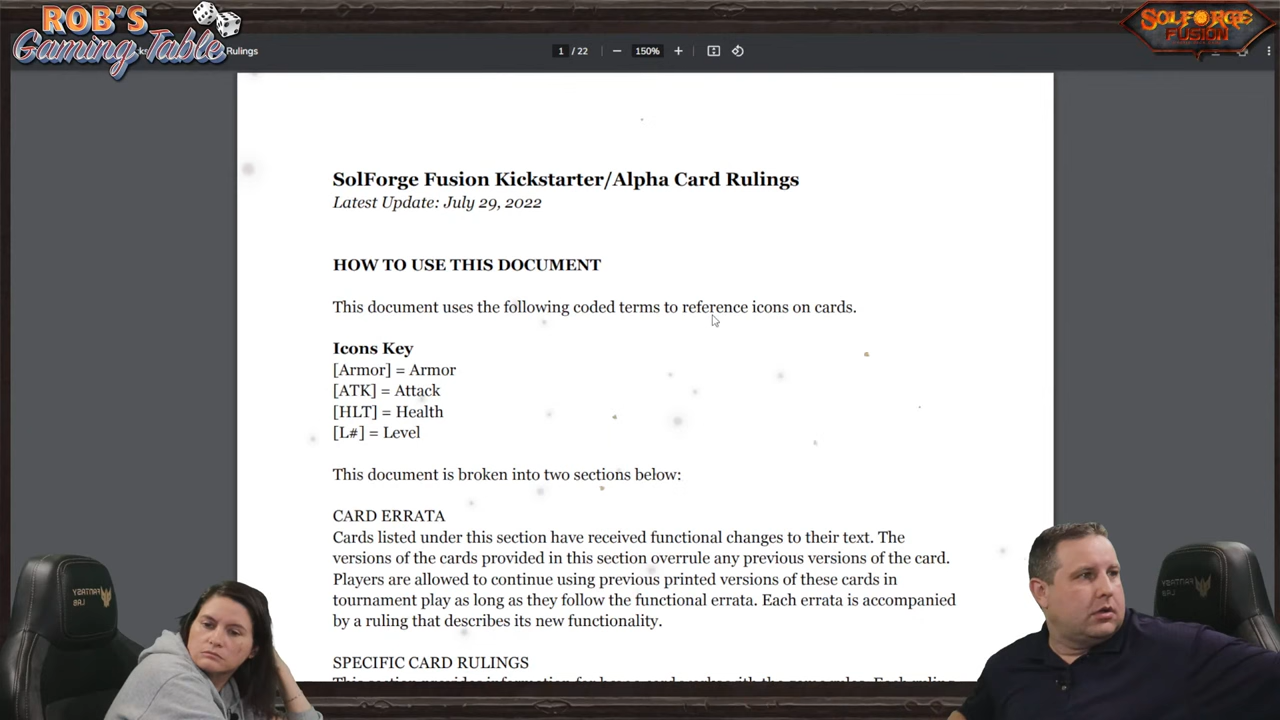 ROB'S
Gaming Table
Rulings
1 / 22
150%
SOLFORGE
FUSION
SolForge Fusion Kickstarter/Alpha Card Rulings
Latest Update: July 29, 2022
HOW TO USE THIS DOCUMENT
This document uses the following coded terms to reference icons on cards.
Icons Key
[Armor] = Armor
[ATK] = Attack
[HLT] = Health
[L#] = Level
This document is broken into two sections below:
CARD ERRATA
Cards listed under this section have received functional changes to their text. The
versions of the cards provided in this section overrule any previous versions of the card.
Players are allowed to continue using previous printed versions of these cards in
tournament play as long as they follow the functional errata. Each errata is accompanied
by a ruling that describes its new functionality.
SPECIFIC CARD RULINGS
FANTASY
LAB
FANTASY
LAB